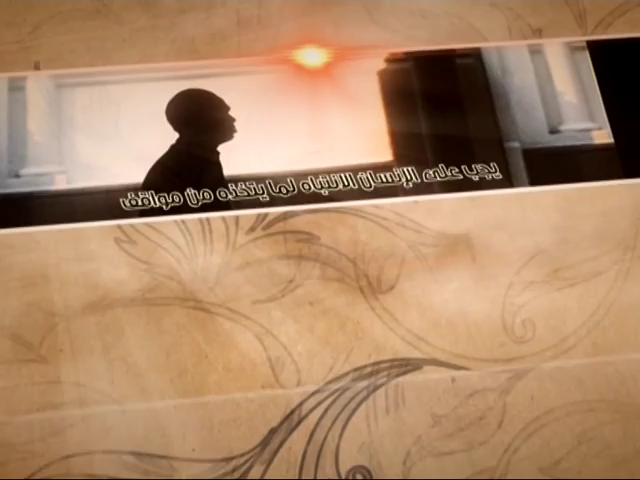 يجب على الإنسان الانتباه لما يتخذه من مواقف